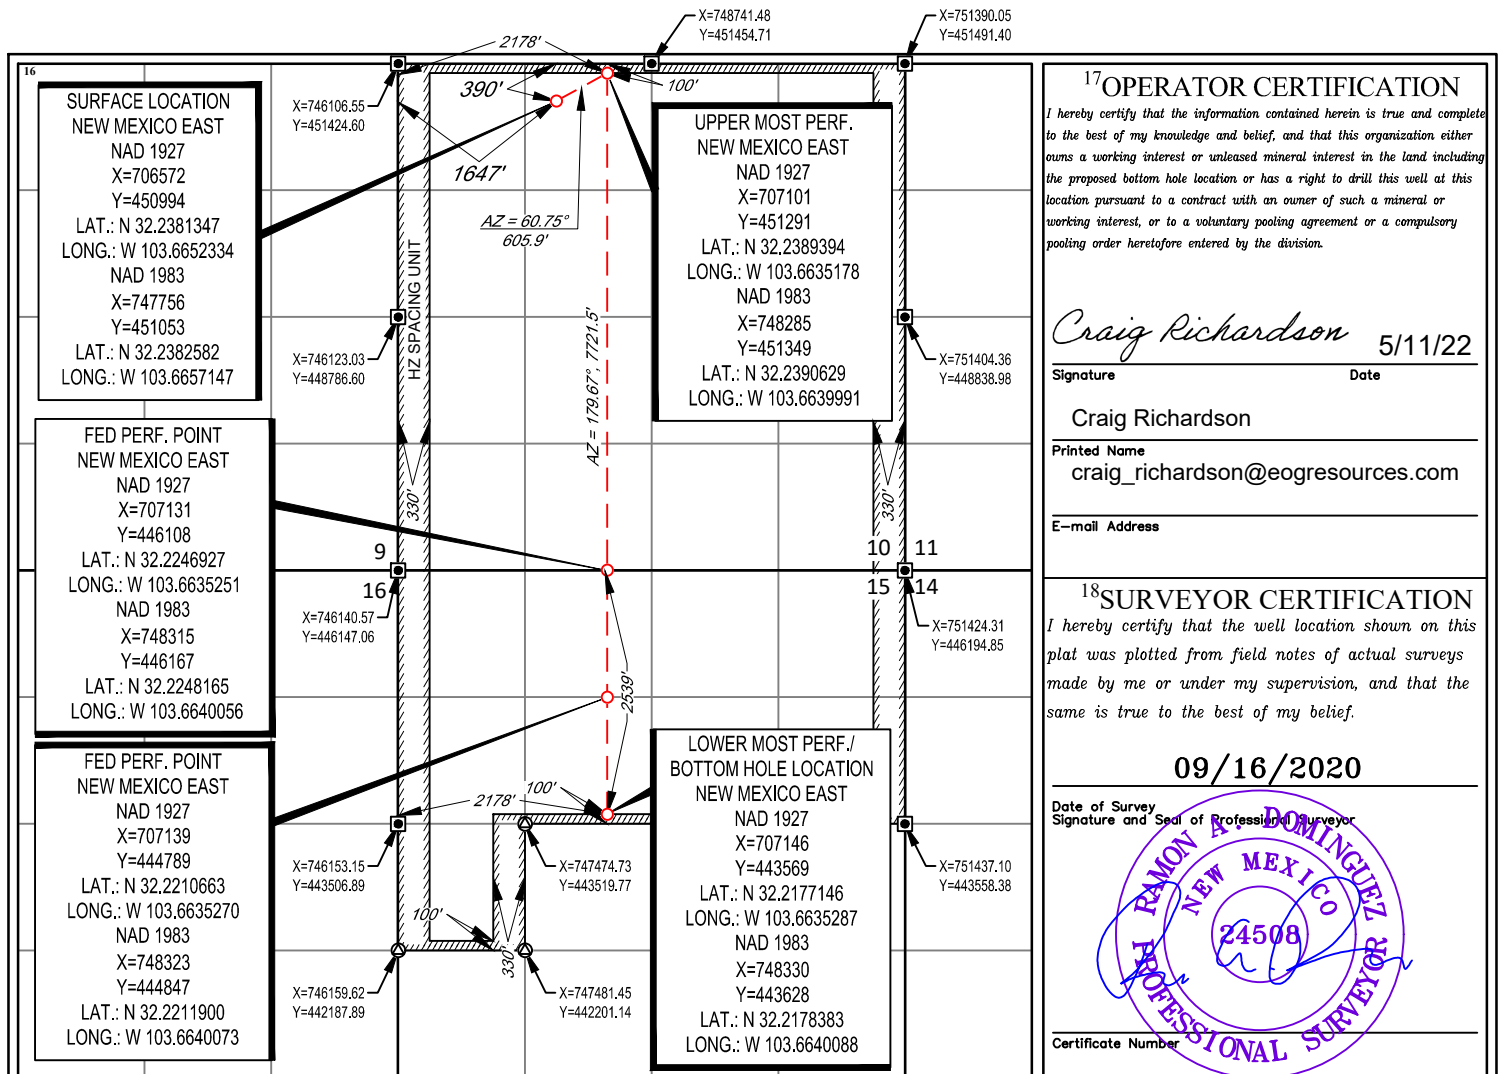 X=748741.48
Y=451454.71
X=751390.05
Y=451491.40
16
2178'
390'
100'
X=746106.55
Y=451424.60
1647'
AZ = 60.75°
605.9'
SURFACE LOCATION
NEW MEXICO EAST
NAD 1927
X=706572
Y=450994
LAT.: N 32.2381347
LONG.: W 103.6652334
NAD 1983
X=747756
Y=451053
LAT.: N 32.2382582
LONG.: W 103.6657147
UPPER MOST PERF.
NEW MEXICO EAST
NAD 1927
X=707101
Y=451291
LAT.: N 32.2389394
LONG.: W 103.6635178
NAD 1983
X=748285
Y=451349
LAT.: N 32.2390629
LONG.: W 103.6639991
HZ SPACING UNIT
AZ = 179.67°, 7721.5'
X=746123.03
Y=448786.60
X=751404.36
Y=448838.98
330'
330'
FED PERF. POINT
NEW MEXICO EAST
NAD 1927
X=707131
Y=446108
LAT.: N 32.2246927
LONG.: W 103.6635251
NAD 1983
X=748315
Y=446167
LAT.: N 32.2248165
LONG.: W 103.6640056
9
16
10
11
15
14
X=746140.57
Y=446147.06
X=751424.31
Y=446194.85
2539'
FED PERF. POINT
NEW MEXICO EAST
NAD 1927
X=707139
Y=444789
LAT.: N 32.2210663
LONG.: W 103.6635270
NAD 1983
X=748323
Y=444847
LAT.: N 32.2211900
LONG.: W 103.6640073
LOWER MOST PERF./
BOTTOM HOLE LOCATION
NEW MEXICO EAST
NAD 1927
X=707146
Y=443569
LAT.: N 32.2177146
LONG.: W 103.6635287
NAD 1983
X=748330
Y=443628
LAT.: N 32.2178383
LONG.: W 103.6640088
2178'
100'
X=746153.15
Y=443506.89
X=747474.73
Y=443519.77
X=751437.10
Y=443558.38
100'
330'
X=746159.62
Y=442187.89
X=747481.45
Y=442201.14
17 OPERATOR CERTIFICATION
I hereby certify that the information contained herein is true and complete
to the best of my knowledge and belief, and that this organization either
owns a working interest or unleased mineral interest in the land including
the proposed bottom hole location or has a right to drill this well at this
location pursuant to a contract with an owner of such a mineral or
working interest, or to a voluntary pooling agreement or a compulsory
pooling order heretofore entered by the division.
Craig Richardson 5/11/22
Signature Date
Craig Richardson
Printed Name
craig_richardson@eogresources.com
E-mail Address
18 SURVEYOR CERTIFICATION
I hereby certify that the well location shown on this
plat was plotted from field notes of actual surveys
made by me or under my supervision, and that the
same is true to the best of my belief.
09/16/2020
Date of Survey
Signature and Seal of Professional Surveyor
RAMON A. DOMINGUEZ
NEW MEXICO
24508
PROFESSIONAL SURVEYOR
Certificate Number